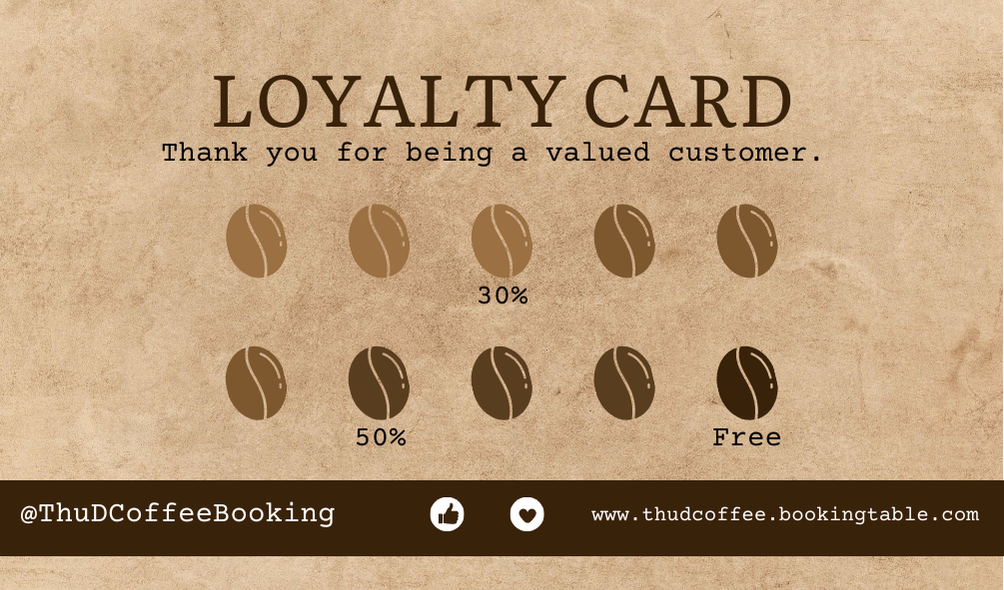 LOYALTY CARD
Thank you for being a valued customer.
30%
50%
Free
@ThuDCoffeeBooking
www.thudcoffee.bookingtable.com